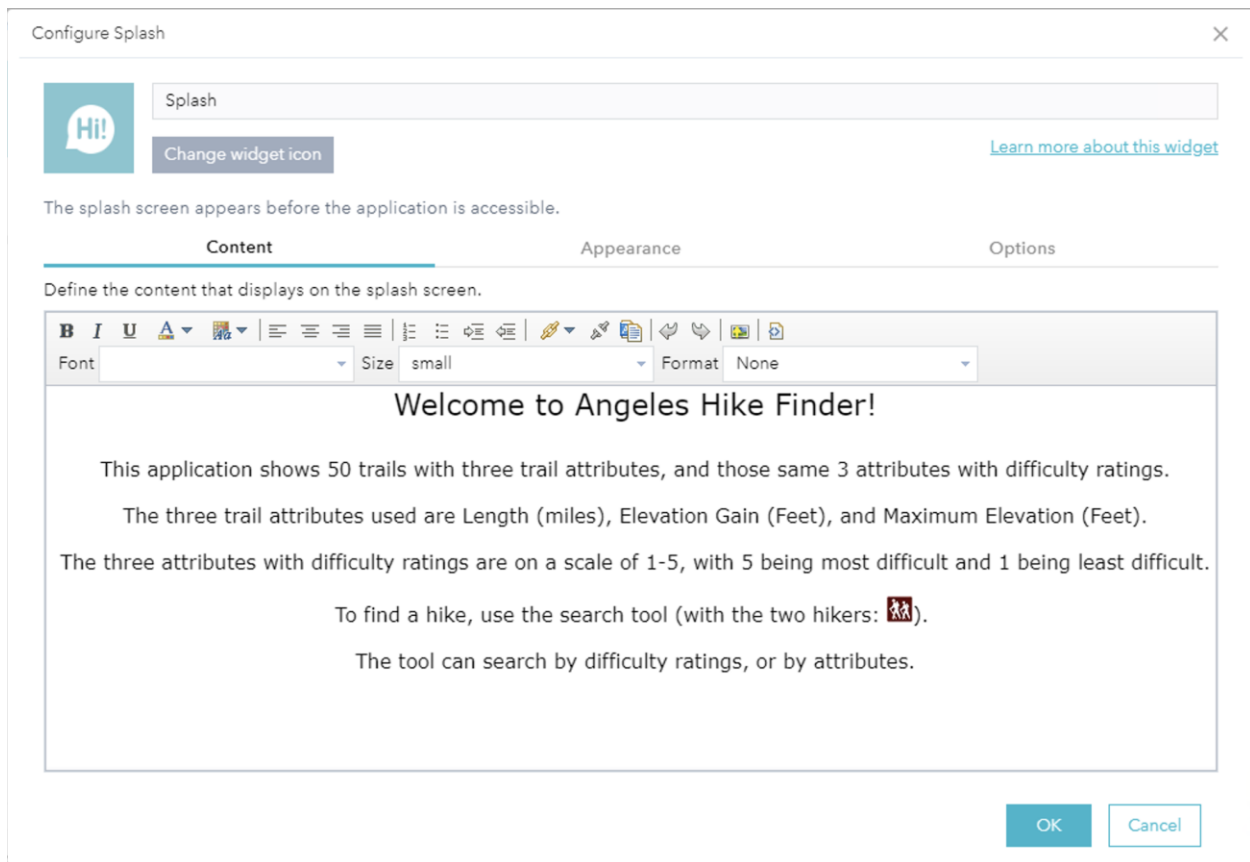 Configure Splash
Hi!
Splash
Change widget icon
Learn more about this widget
The splash screen appears before the application is accessible.
Content Appearance Options
Define the content that displays on the splash screen.
B I U A
Font Size small Format None
Welcome to Angeles Hike Finder!
This application shows 50 trails with three trail attributes, and those same 3 attributes with difficulty ratings.
The three trail attributes used are Length (miles), Elevation Gain (Feet), and Maximum Elevation (Feet).
The three attributes with difficulty ratings are on a scale of 1-5, with 5 being most difficult and 1 being least difficult.
To find a hike, use the search tool (with the two hikers: ).
The tool can search by difficulty ratings, or by attributes.
OK Cancel